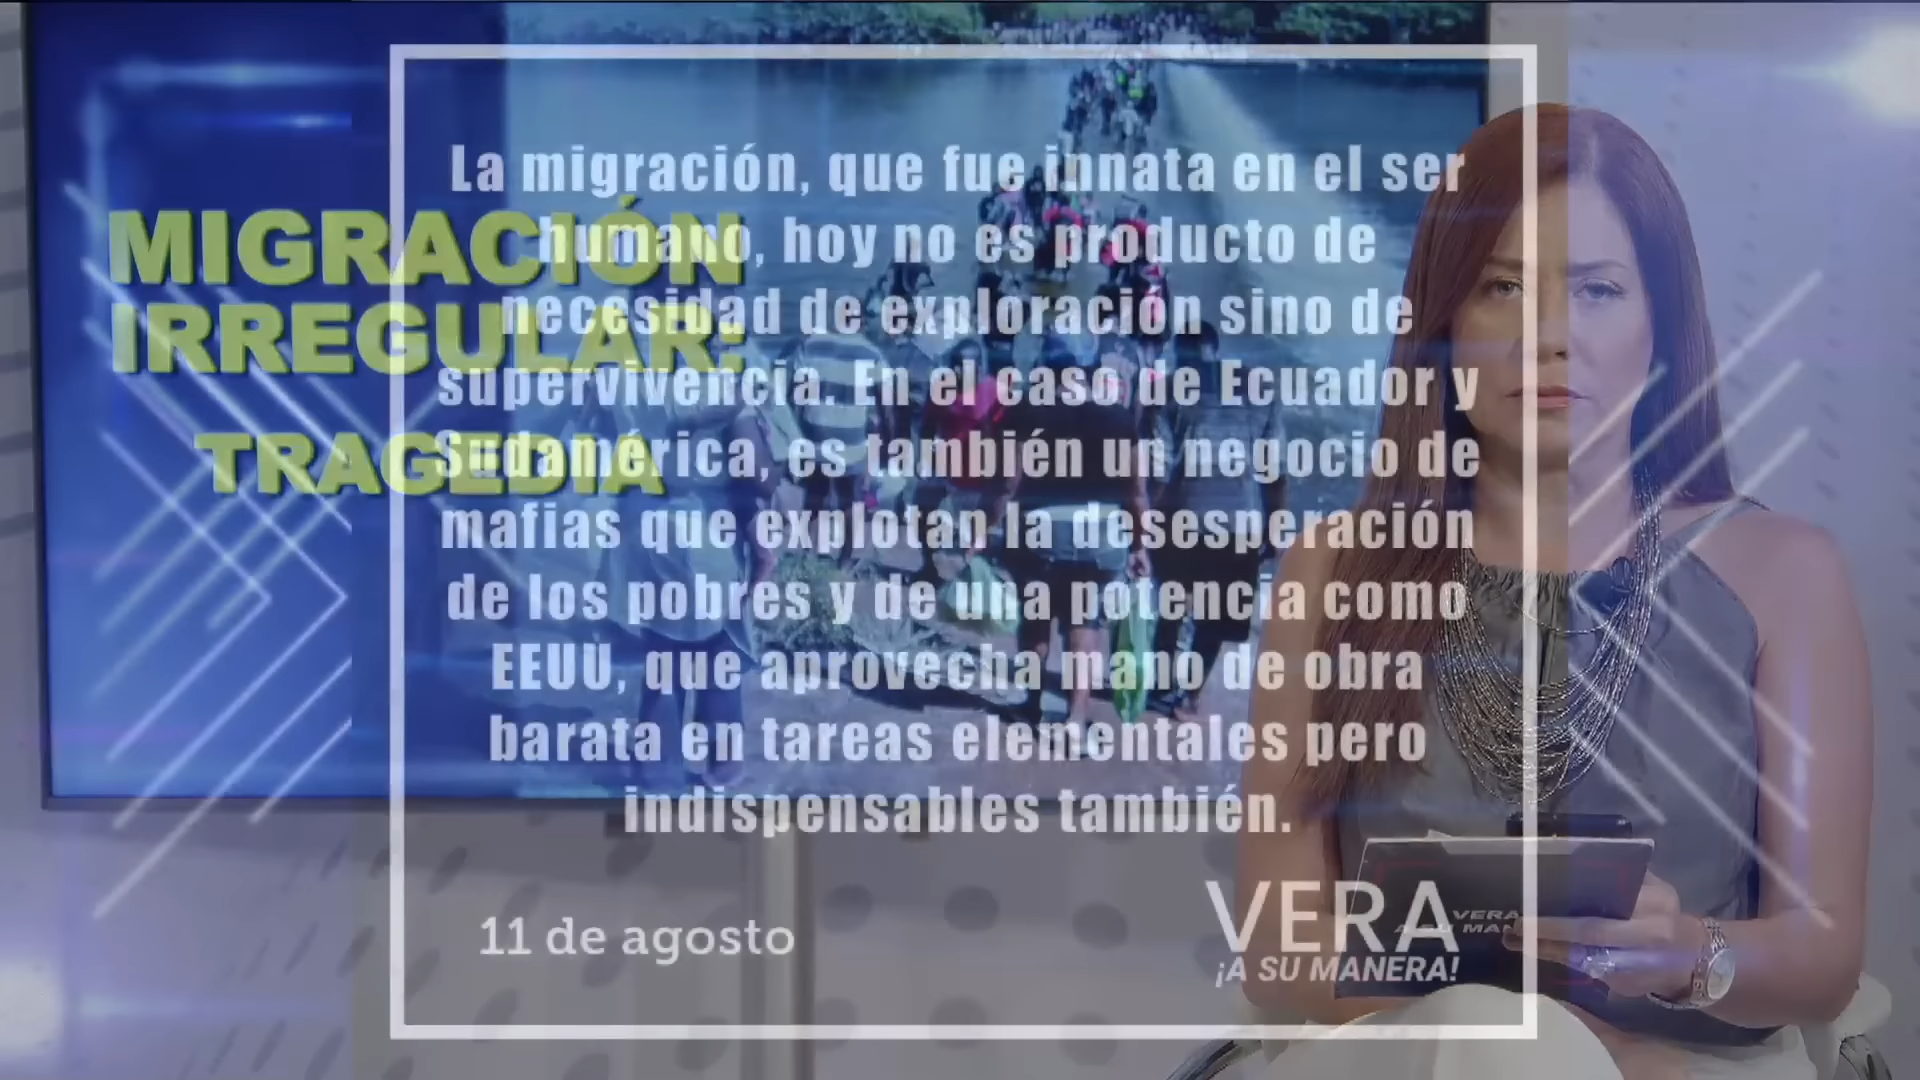 MIGRACIÓN
IRREGULAR:
TRAGEDIA
La migración, que fue innata en el ser
humano, hoy no es producto de
necesidad de exploración sino de
supervivencia. En el caso de Ecuador y
Sudamérica, es también un negocio de
mafias que explotan la desesperación
de los pobres y de una potencia como
EEUU, que aprovecha mano de obra
barata en tareas elementales pero
indispensables también.
11 de agosto
VERA
¡A SU MANERA!
VERA